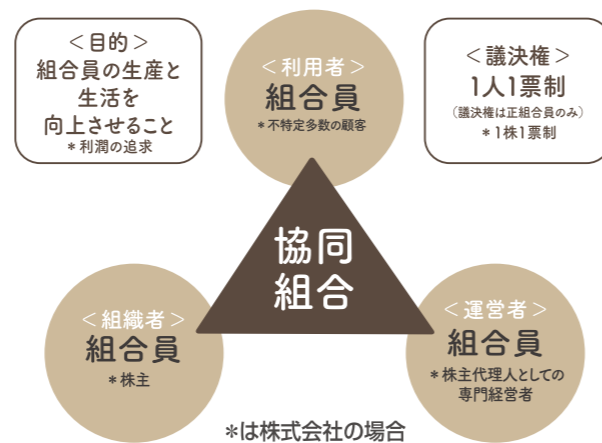 ＜目的＞
組合員の生産と
生活を
向上させること
＊利潤の追求
＜利用者＞
組合員
＊不特定多数の顧客
＜議決権＞
1人1票制
（議決権は正組合員のみ）
＊1株1票制
協同
組合
＜組織者＞
組合員
＊株主
＜運営者＞
組合員
＊株主代理人としての
専門経営者
＊は株式会社の場合